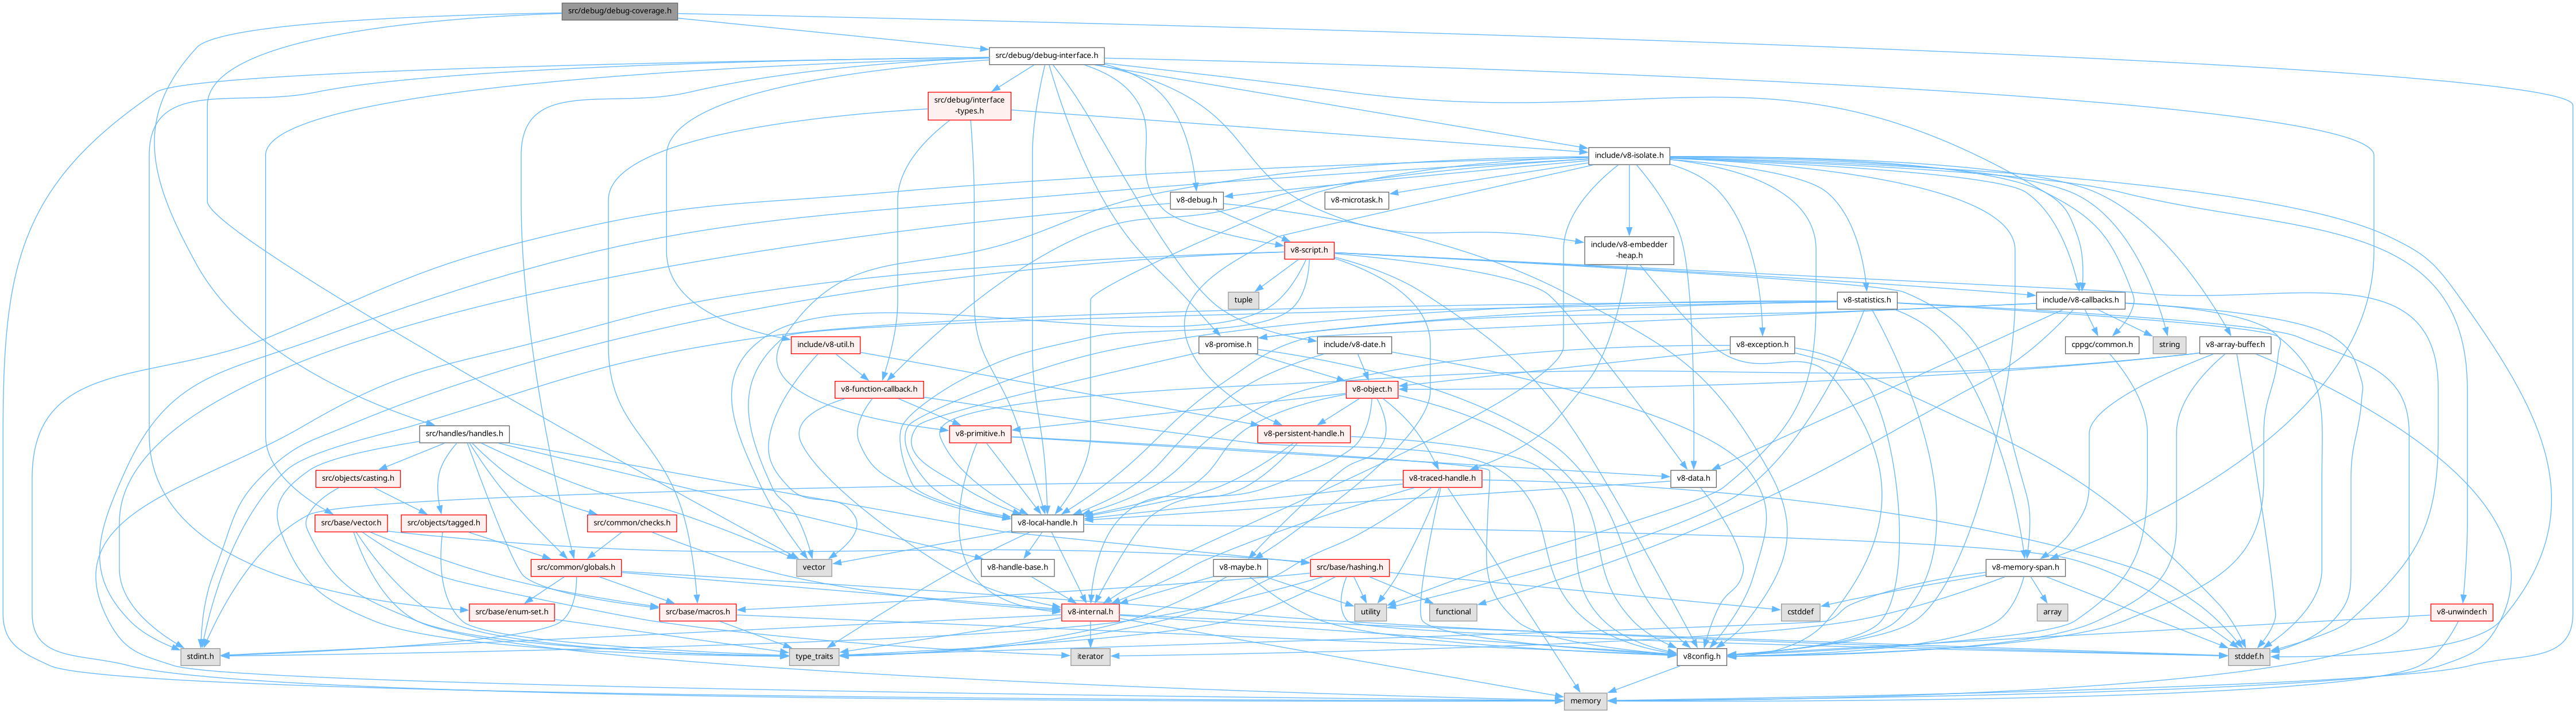 src/debug/debug-coverage.h
src/debug/debug-interface.h
src/debug/interface
-types.h
include/v8-isolate.h
v8-debug.h
v8-microtask.h
v8-script.h
include/v8-embedder
-heap.h
tuple
v8-statistics.h
include/v8-callbacks.h
include/v8-util.h
v8-promise.h
include/v8-date.h
v8-exception.h
cppgc/common.h
string
v8-array-buffer.h
v8-function-callback.h
v8-object.h
src/handles/handles.h
v8-primitive.h
v8-persistent-handle.h
src/objects/casting.h
v8-traced-handle.h
v8-data.h
src/base/vector.h
src/objects/tagged.h
src/common/checks.h
v8-local-handle.h
src/common/globals.h
vector
v8-handle-base.h
v8-maybe.h
src/base/hashing.h
v8-memory-span.h
src/base/enum-set.h
src/base/macros.h
v8-internal.h
utility
functional
cstddef
array
v8-unwinder.h
stdint.h
type_traits
iterator
v8config.h
stddef.h
memory